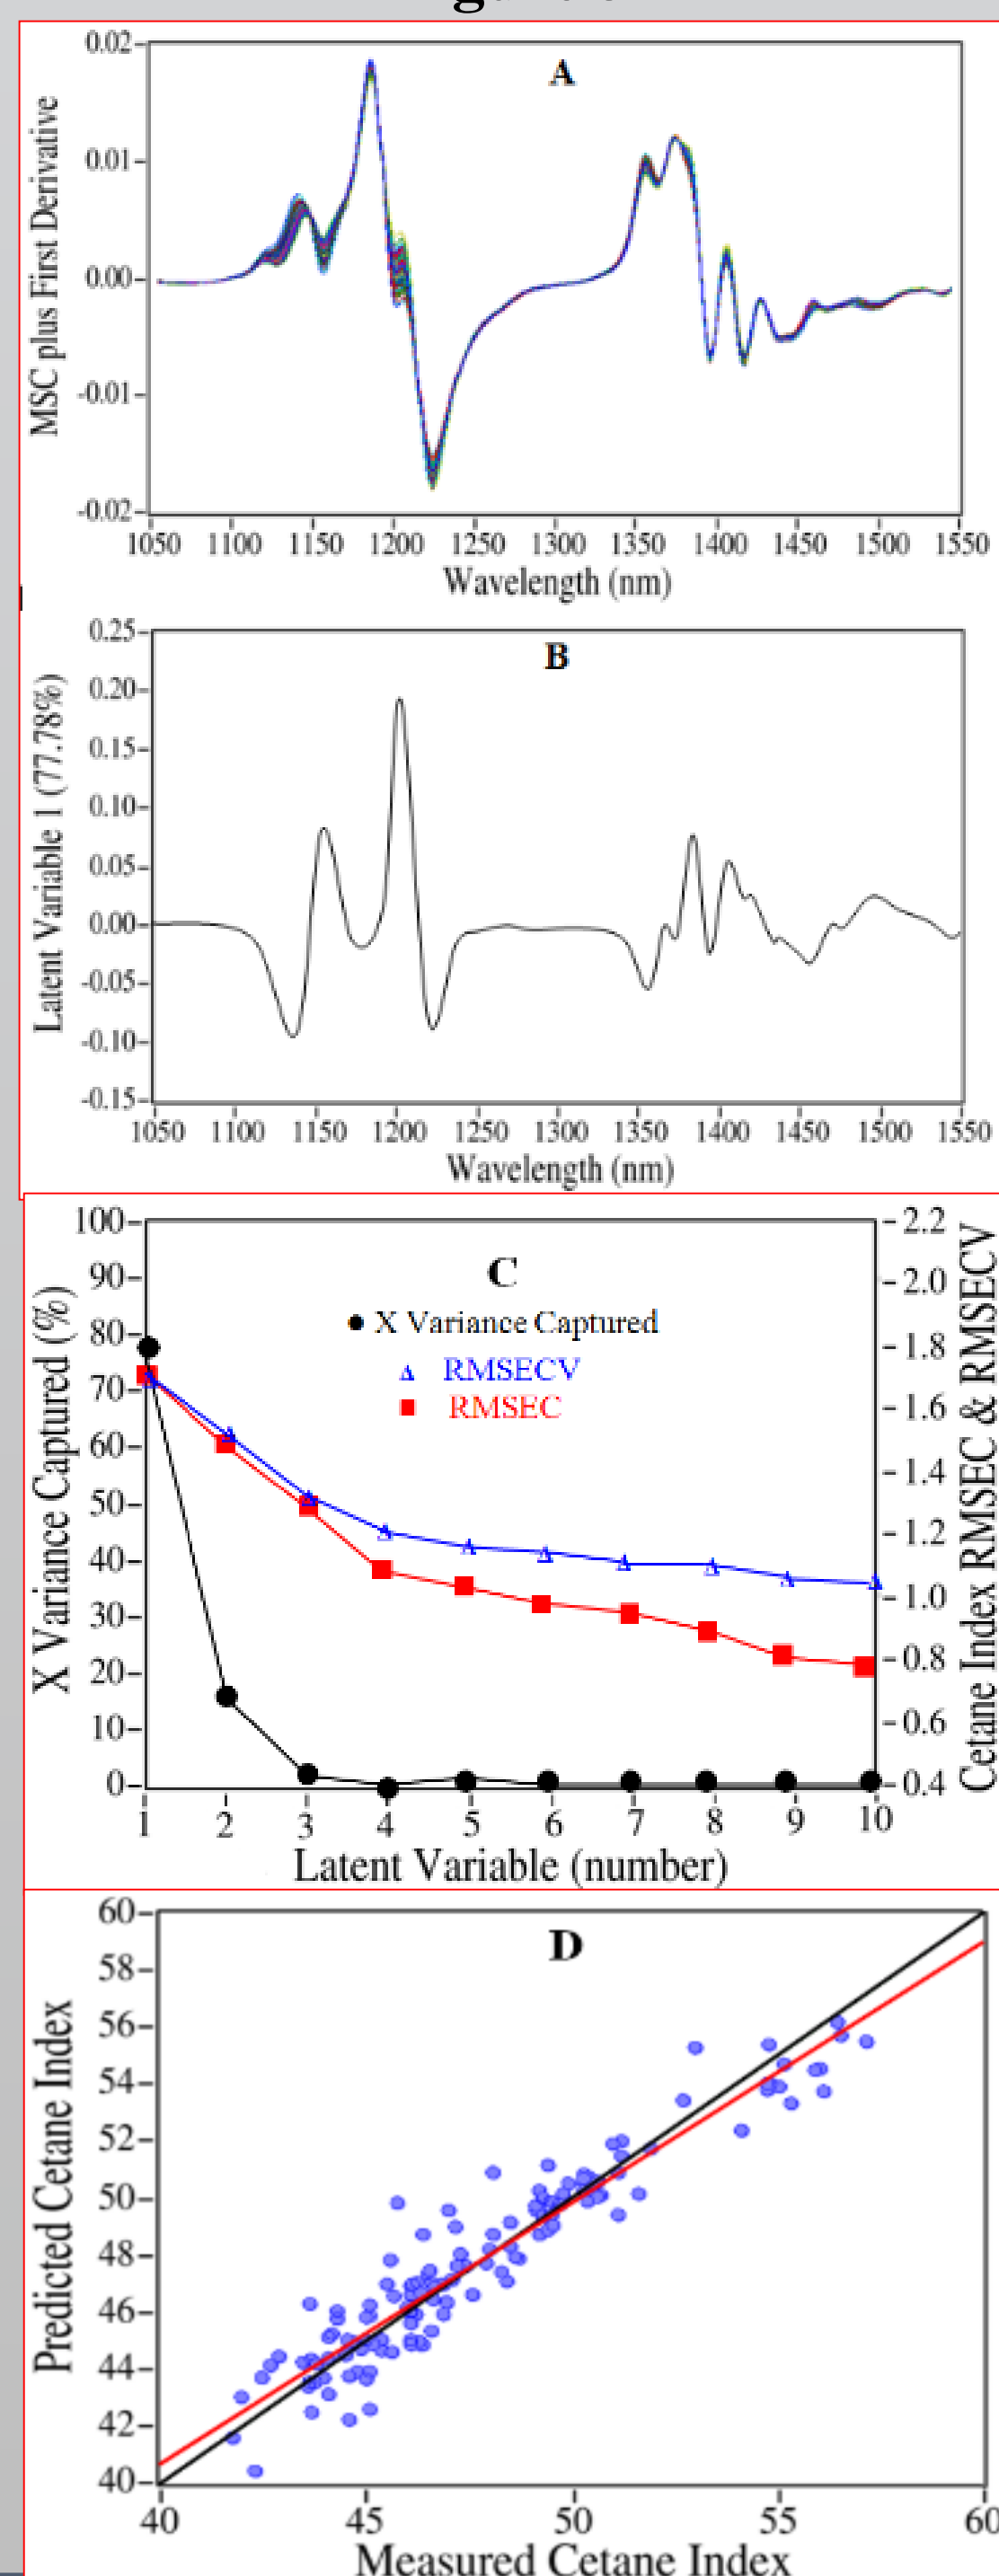 A
MSC plus First Derivative
0.02
0.01
0.00
-0.01
-0.02
1050 1100 1150 1200 1250 1300 1350 1400 1450 1500 1550
Wavelength (nm)
B
Latent Variable 1 (77.78%)
0.25
0.20
0.15
0.10
0.05
0.00
-0.05
-0.10
-0.15
1050 1100 1150 1200 1250 1300 1350 1400 1450 1500 1550
Wavelength (nm)
C
X Variance Captured
RMSECV
RMSEC
X Variance Captured (%)
100
90
80
70
60
50
40
30
20
10
0
2.2
2.0
1.8
1.6
1.4
1.2
1.0
0.8
0.6
0.4
Cetane Index RMSEC & RMSECV
1 2 3 4 5 6 7 8 9 10
Latent Variable (number)
D
Predicted Cetane Index
60
58
56
54
52
50
48
46
44
42
40
40 45 50 55 60
Measured Cetane Index